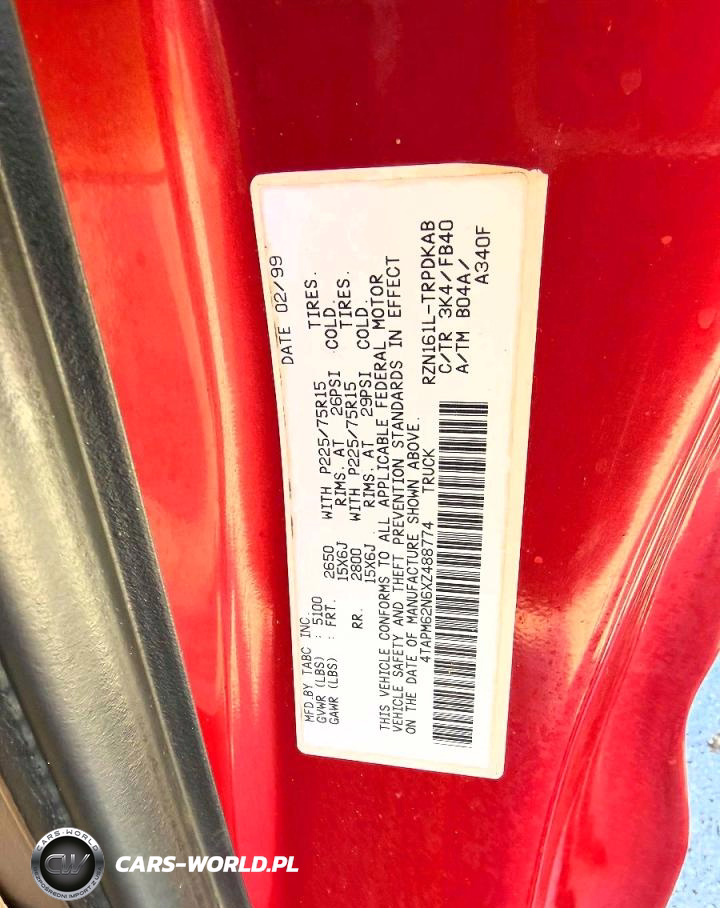 MFD.BY TABC INC. DATE 02/99
GVWR (LBS) : 5100
GAWR (LBS) : FRT. 2650 WITH P225/75R15 TIRES.
15X6J RIMS. AT 26PSI COLD.
RR. 2800 WITH P225/75R15 TIRES.
15X6J RIMS. AT 29PSI COLD.
THIS VEHICLE CONFORMS TO ALL APPLICABLE FEDERAL MOTOR
VEHICLE SAFETY AND THEFT PREVENTION STANDARDS IN EFFECT
ON THE DATE OF MANUFACTURE SHOWN ABOVE.
4TAPM62N6XZ488774 TRUCK
RZN161L-TRPDKAB
C/TR 3K4/FB40
A/TM B04A/
A340F
CARS-WORLD
CW
CARS-WORLD.PL